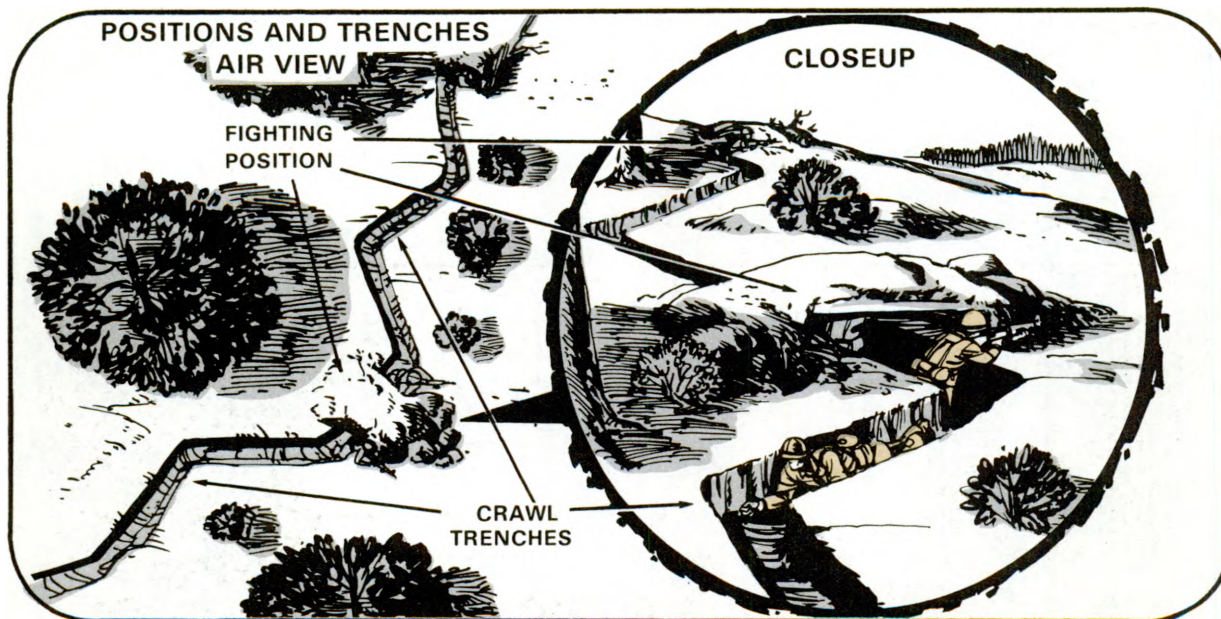 POSITIONS AND TRENCHES
AIR VIEW
CLOSEUP
FIGHTING
POSITION
CRAWL
TRENCHES